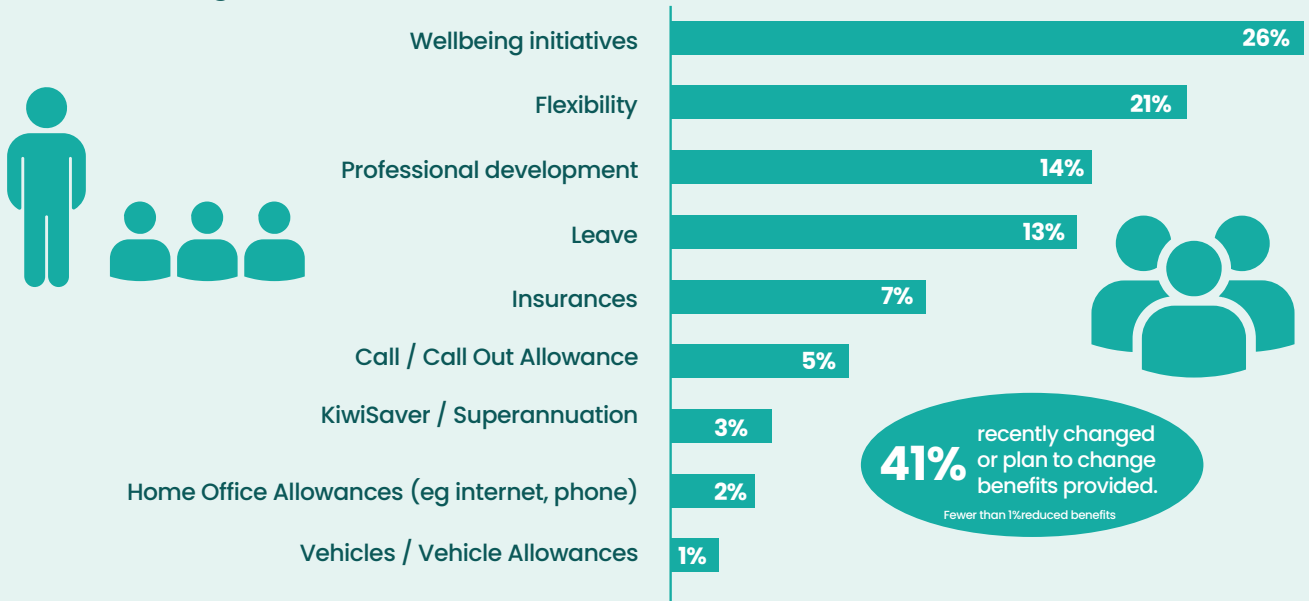 Wellbeing initiatives 26%
Flexibility 21%
Professional development 14%
Leave 13%
Insurances 7%
Call / Call Out Allowance 5%
KiwiSaver / Superannuation 3%
Home Office Allowances (eg internet, phone) 2%
Vehicles / Vehicle Allowances 1%
41%
recently changed
or plan to change
benefits provided.
Fewer than 1%reduced benefits